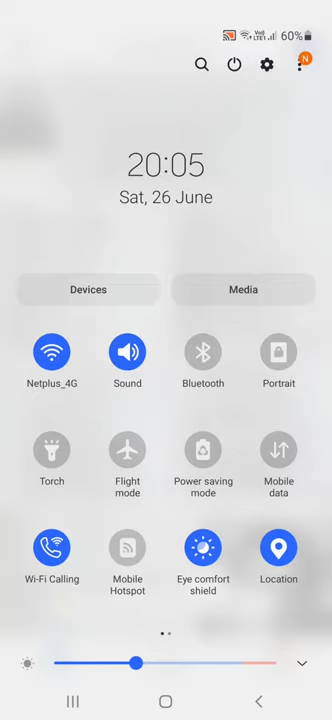 VoD
LTE1
60%
N
20:05
Sat, 26 June
Devices
Media
Netplus_4G
Sound
Bluetooth
Portrait
Torch
Flight
mode
Power saving
mode
Mobile
data
Wi-Fi Calling
Mobile
Hotspot
Eye comfort
shield
Location